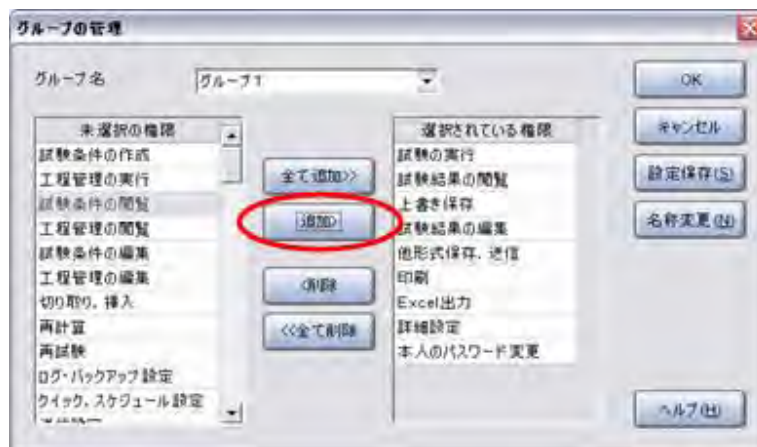 グループの管理
グループ名
グループ1
OK
キャンセル
設定保存(S)
名称変更(N)
ヘルプ(H)
未選択の権限
試験条件の作成
工程管理の実行
試験条件の閲覧
工程管理の閲覧
試験条件の編集
工程管理の編集
切り取り、挿入
再計算
再試験
ログ・バックアップ設定
クイック、スケジュール設定
全て追加>>
追加>
<削除
<<全て削除
選択されている権限
試験の実行
試験結果の閲覧
上書き保存
試験結果の編集
他形式保存、送信
印刷
Excel出力
詳細設定
本人のパスワード変更